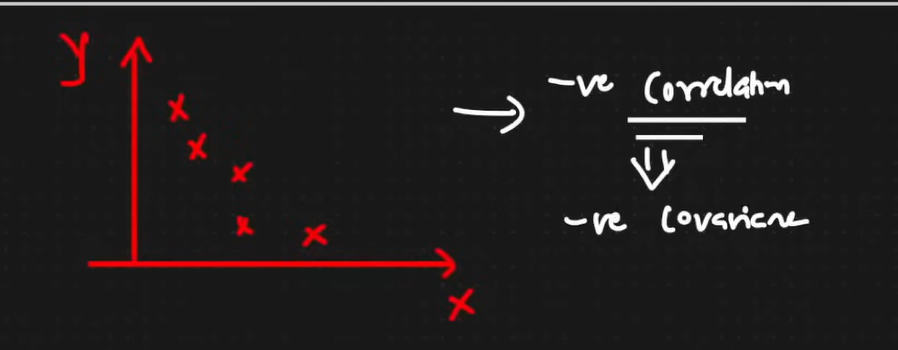 y
→ -ve Correlation
-ve Covariance
x